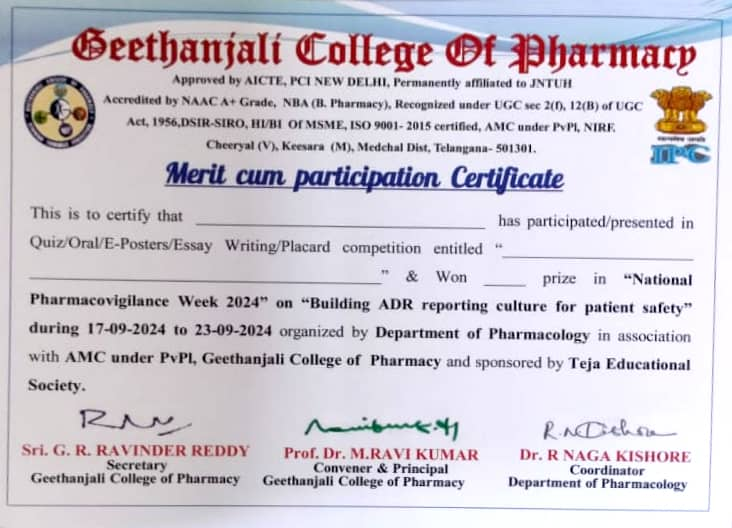 Geethanjali College Of Pharmacy
Approved by AICTE, PCI NEW DELHI, Permanently affiliated to JNTUH
Accredited by NAAC A+ Grade, NBA (B. Pharmacy), Recognized under UGC sec 2(f), 12(B) of UGC
Act, 1956,DSIR-SIRO, HI/BI Of MSME, ISO 9001- 2015 certified, AMC under PvPI, NIRF.
Cheeryal (V), Keesara (M), Medchal Dist, Telangana- 501301.
IPC
Merit cum participation Certificate
This is to certify that ____ has participated/presented in
Quiz/Oral/E-Posters/Essay Writing/Placard competition entitled “____
____” & Won ____ prize in “National
Pharmacovigilance Week 2024” on “Building ADR reporting culture for patient safety”
during 17-09-2024 to 23-09-2024 organized by Department of Pharmacology in association
with AMC under PvPI, Geethanjali College of Pharmacy and sponsored by Teja Educational
Society.
Sri. G. R. RAVINDER REDDY
Secretary
Geethanjali College of Pharmacy
Prof. Dr. M.RAVI KUMAR
Convener & Principal
Geethanjali College of Pharmacy
Dr. R NAGA KISHORE
Coordinator
Department of Pharmacology